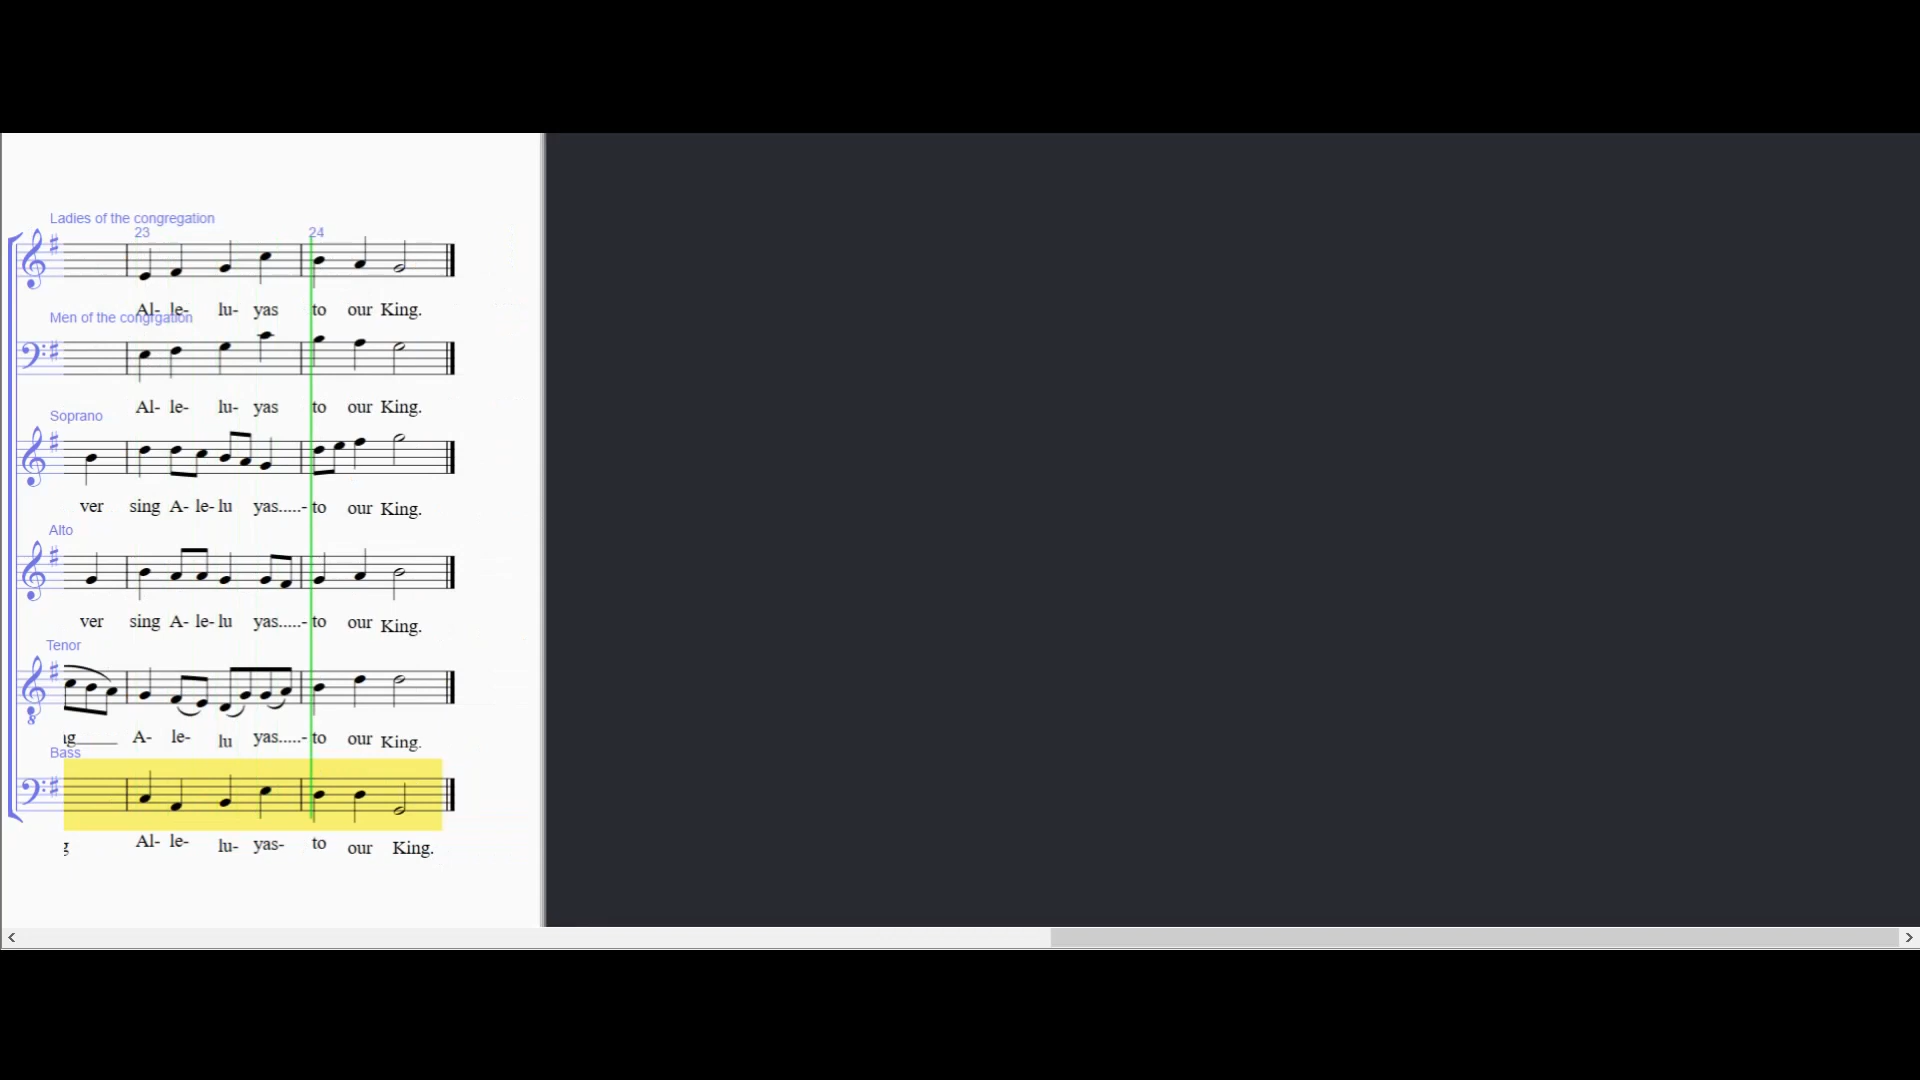 Ladies of the congregation
23 24
Al- le- lu- yas to our King.
Men of the congrgation
Al- le- lu- yas to our King.
Soprano
ver sing A- le- lu yas.....- to our King.
Alto
ver sing A- le- lu yas.....- to our King.
Tenor
8
A- le- lu yas.....- to our King.
Bass
g Al- le- lu- yas- to our King.